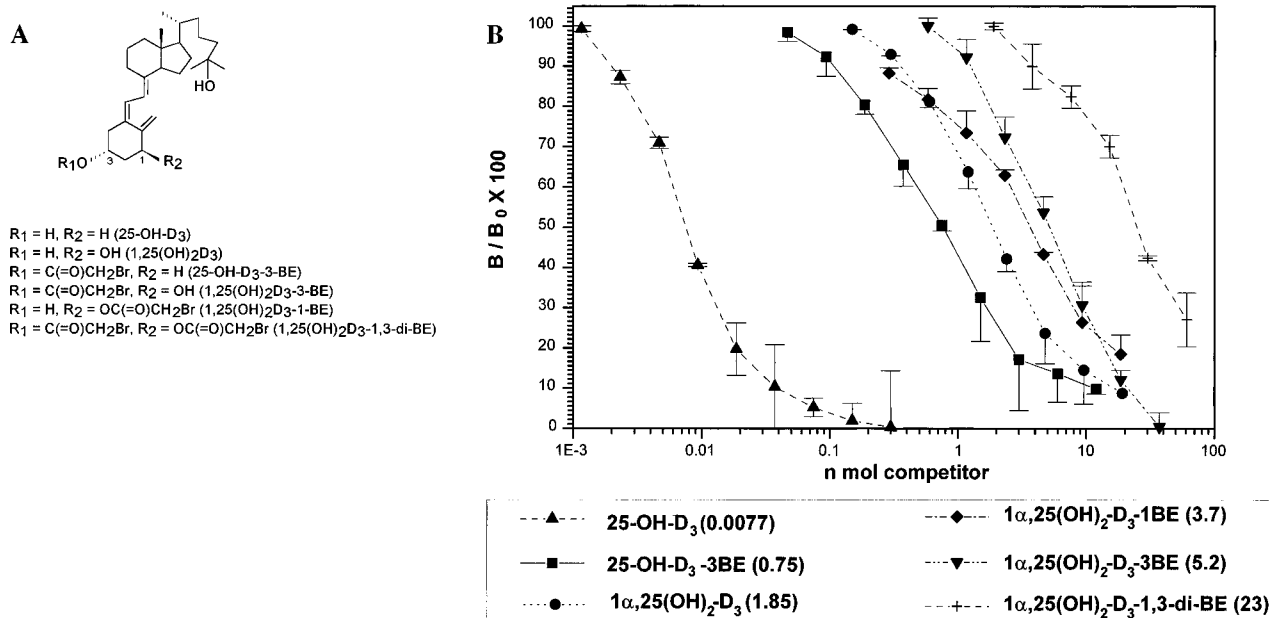 A
HO
R₁O
3
1
R₂
R₁ = H, R₂ = H (25-OH-D₃)
R₁ = H, R₂ = OH (1,25(OH)₂D₃)
R₁ = C(=O)CH₂Br, R₂ = H (25-OH-D₃-3-BE)
R₁ = C(=O)CH₂Br, R₂ = OH (1,25(OH)₂D₃-3-BE)
R₁ = H, R₂ = OC(=O)CH₂Br (1,25(OH)₂D₃-1-BE)
R₁ = C(=O)CH₂Br, R₂ = OC(=O)CH₂Br (1,25(OH)₂D₃-1,3-di-BE)
B
B / B₀ X 100
100
90
80
70
60
50
40
30
20
10
0
1E-3 0.01 0.1 1 10 100
n mol competitor
25-OH-D₃ (0.0077)
25-OH-D₃ -3BE (0.75)
1α,25(OH)₂-D₃ (1.85)
1α,25(OH)₂-D₃-1BE (3.7)
1α,25(OH)₂-D₃-3BE (5.2)
1α,25(OH)₂-D₃-1,3-di-BE (23)